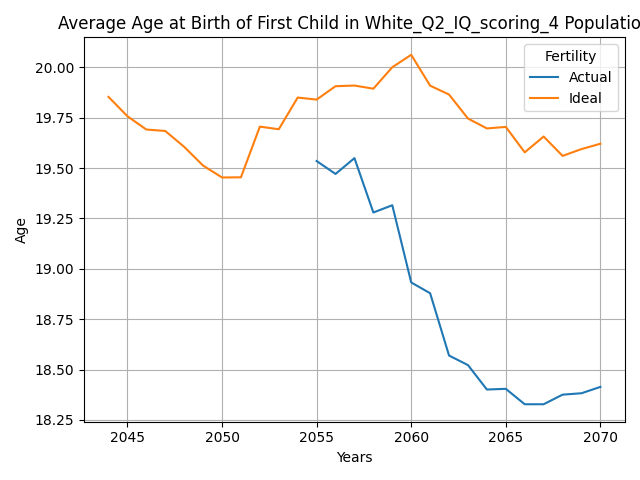 Average Age at Birth of First Child in White_Q2_IQ_scoring_4 Populatio
Fertility
Actual
Ideal
Age
20.00
19.75
19.50
19.25
19.00
18.75
18.50
18.25
2045 2050 2055 2060 2065 2070
Years